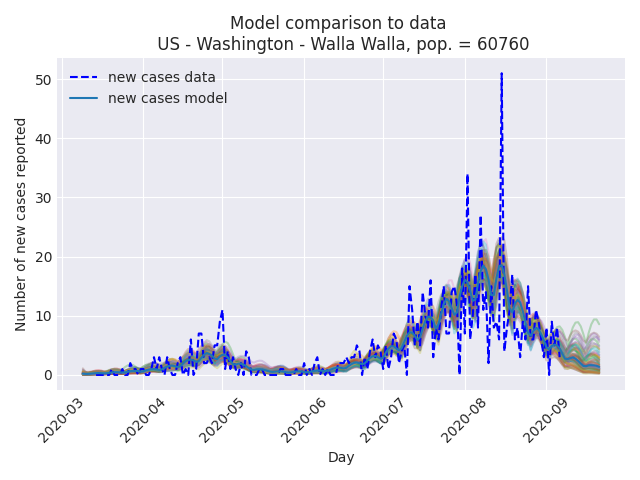 Model comparison to data
US - Washington - Walla Walla, pop. = 60760
new cases data
new cases model
Number of new cases reported
50
40
30
20
10
0
2020-03
2020-04
2020-05
2020-06
2020-07
2020-08
2020-09
Day